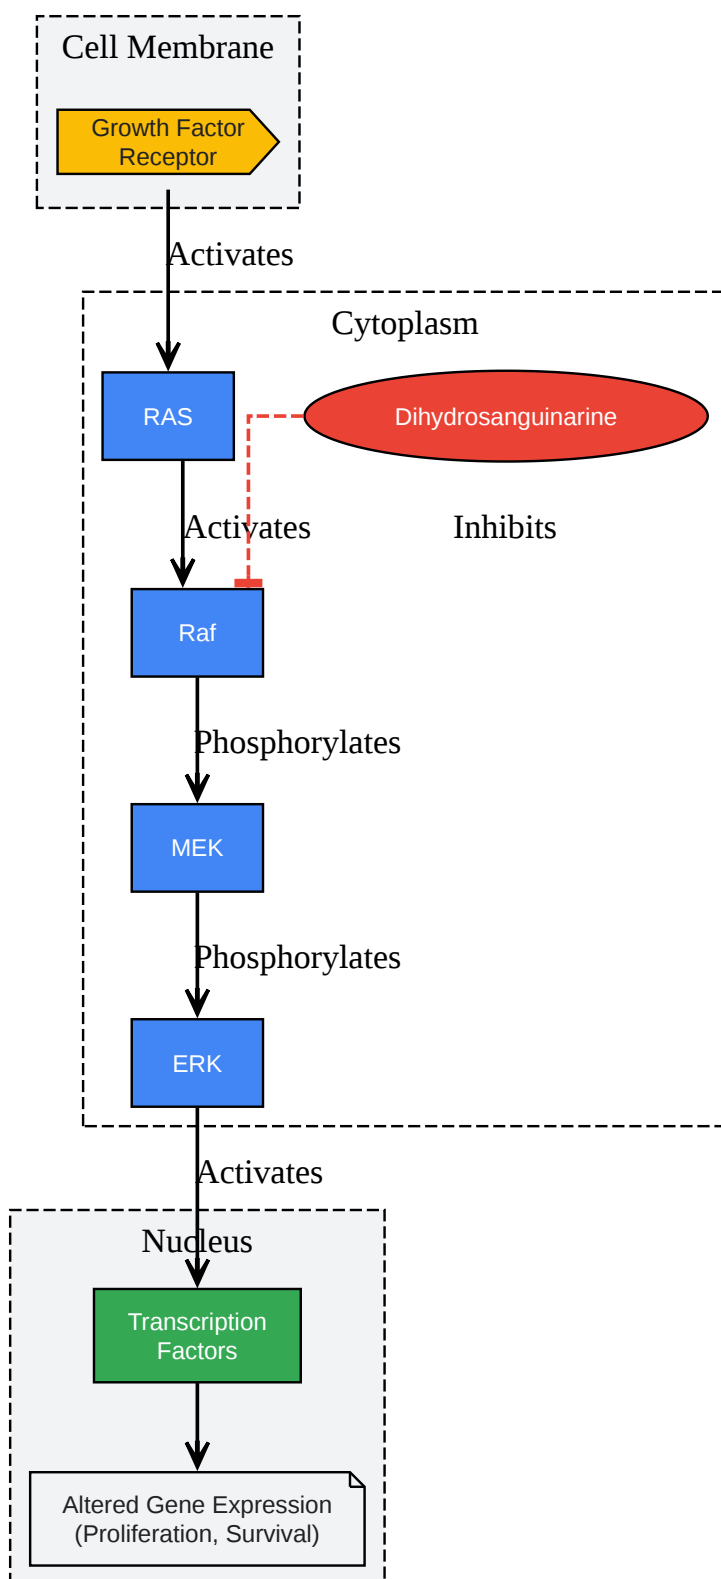 Cell Membrane
Growth Factor
Receptor
Activates
Cytoplasm
RAS
Dihydrosanguinarine
Activates
Inhibits
Raf
Phosphorylates
MEK
Phosphorylates
ERK
Activates
Nucleus
Transcription
Factors
Altered Gene Expression
(Proliferation, Survival)